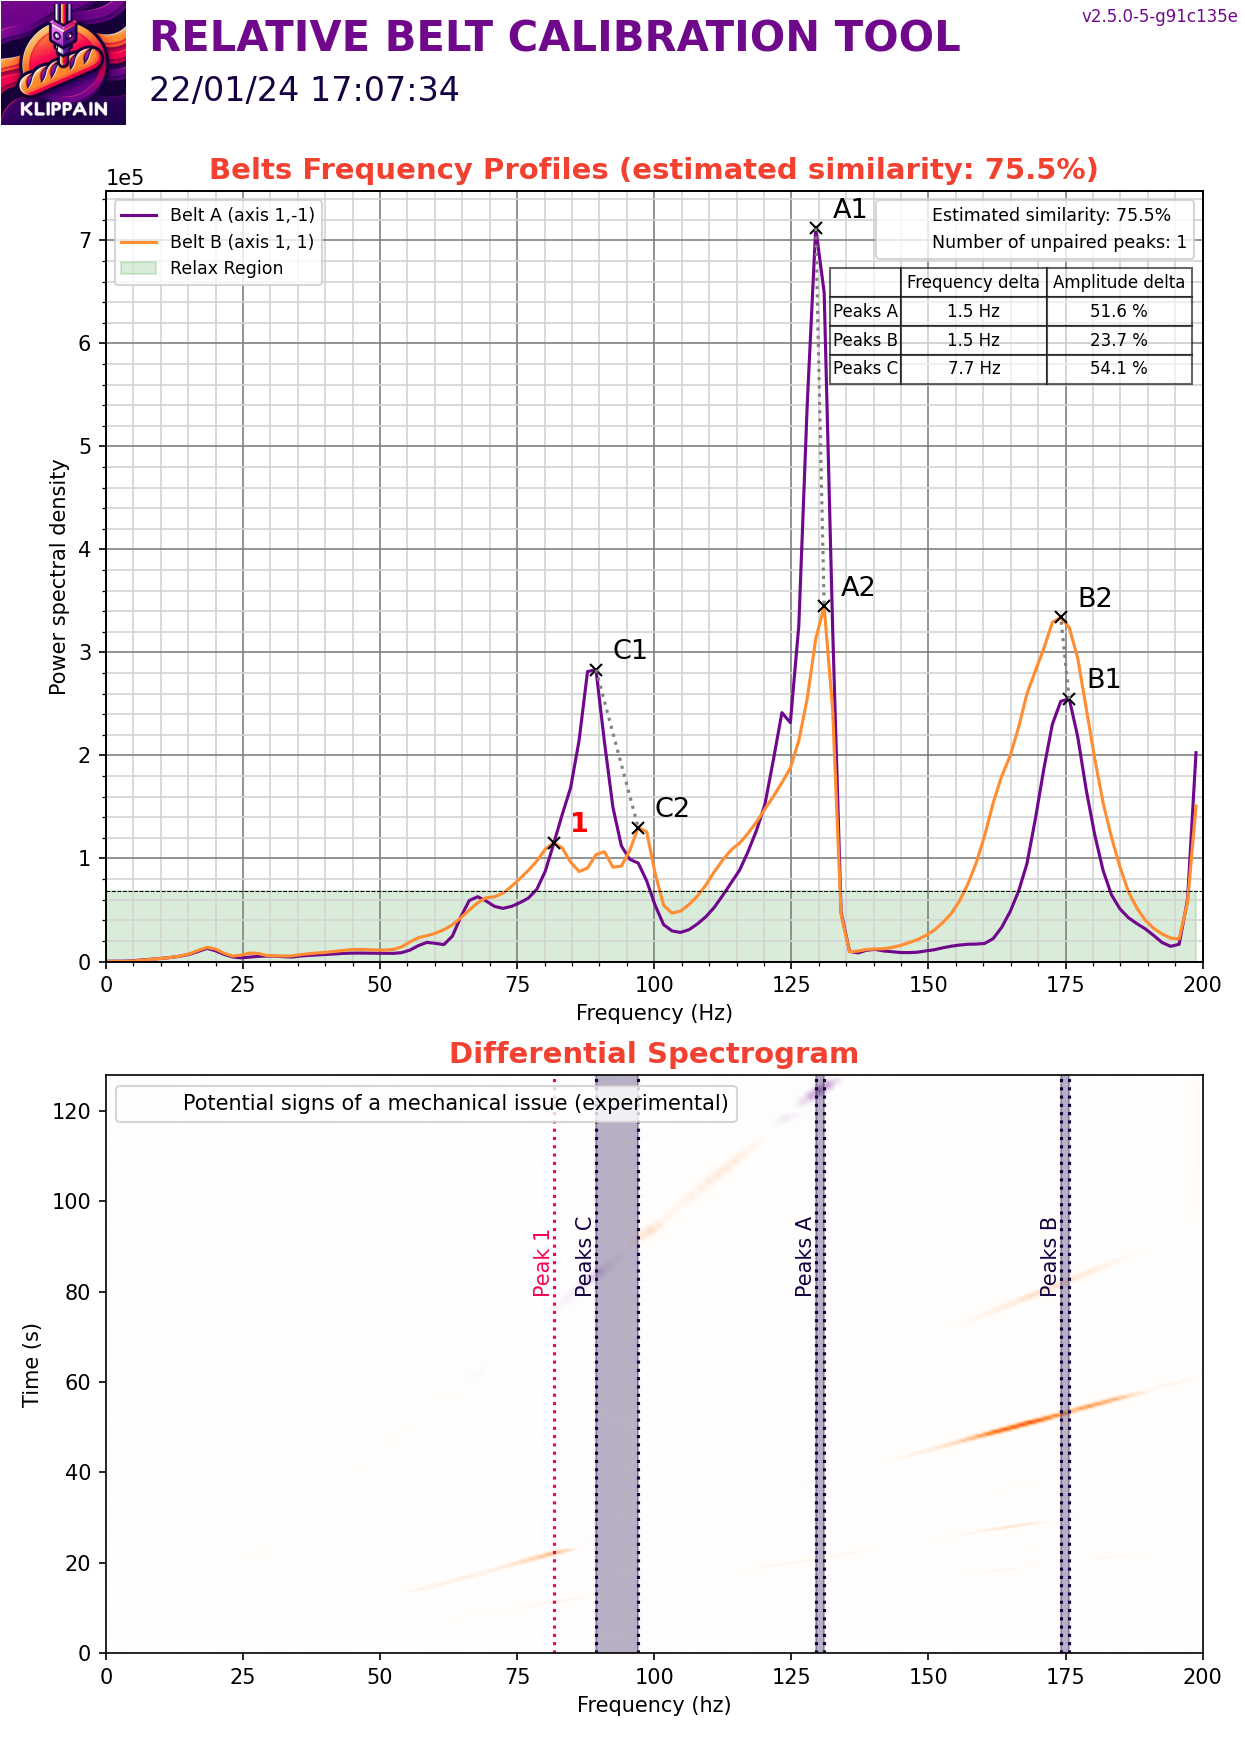 v2.5.0-5-g91c135e
RELATIVE BELT CALIBRATION TOOL
22/01/24 17:07:34
KLIPPAIN
Belts Frequency Profiles (estimated similarity: 75.5%)
1e5
Belt A (axis 1,-1)
Belt B (axis 1, 1)
Relax Region
Estimated similarity: 75.5%
Number of unpaired peaks: 1
Frequency delta Amplitude delta
Peaks A 1.5 Hz 51.6 %
Peaks B 1.5 Hz 23.7 %
Peaks C 7.7 Hz 54.1 %
A1
A2
B2
B1
C1
C2
1
7
6
5
4
3
2
1
0
Power spectral density
0 25 50 75 100 125 150 175 200
Frequency (Hz)
Differential Spectrogram
Potential signs of a mechanical issue (experimental)
Peak 1
Peaks C
Peaks A
Peaks B
120
100
80
60
40
20
0
Time (s)
0 25 50 75 100 125 150 175 200
Frequency (hz)